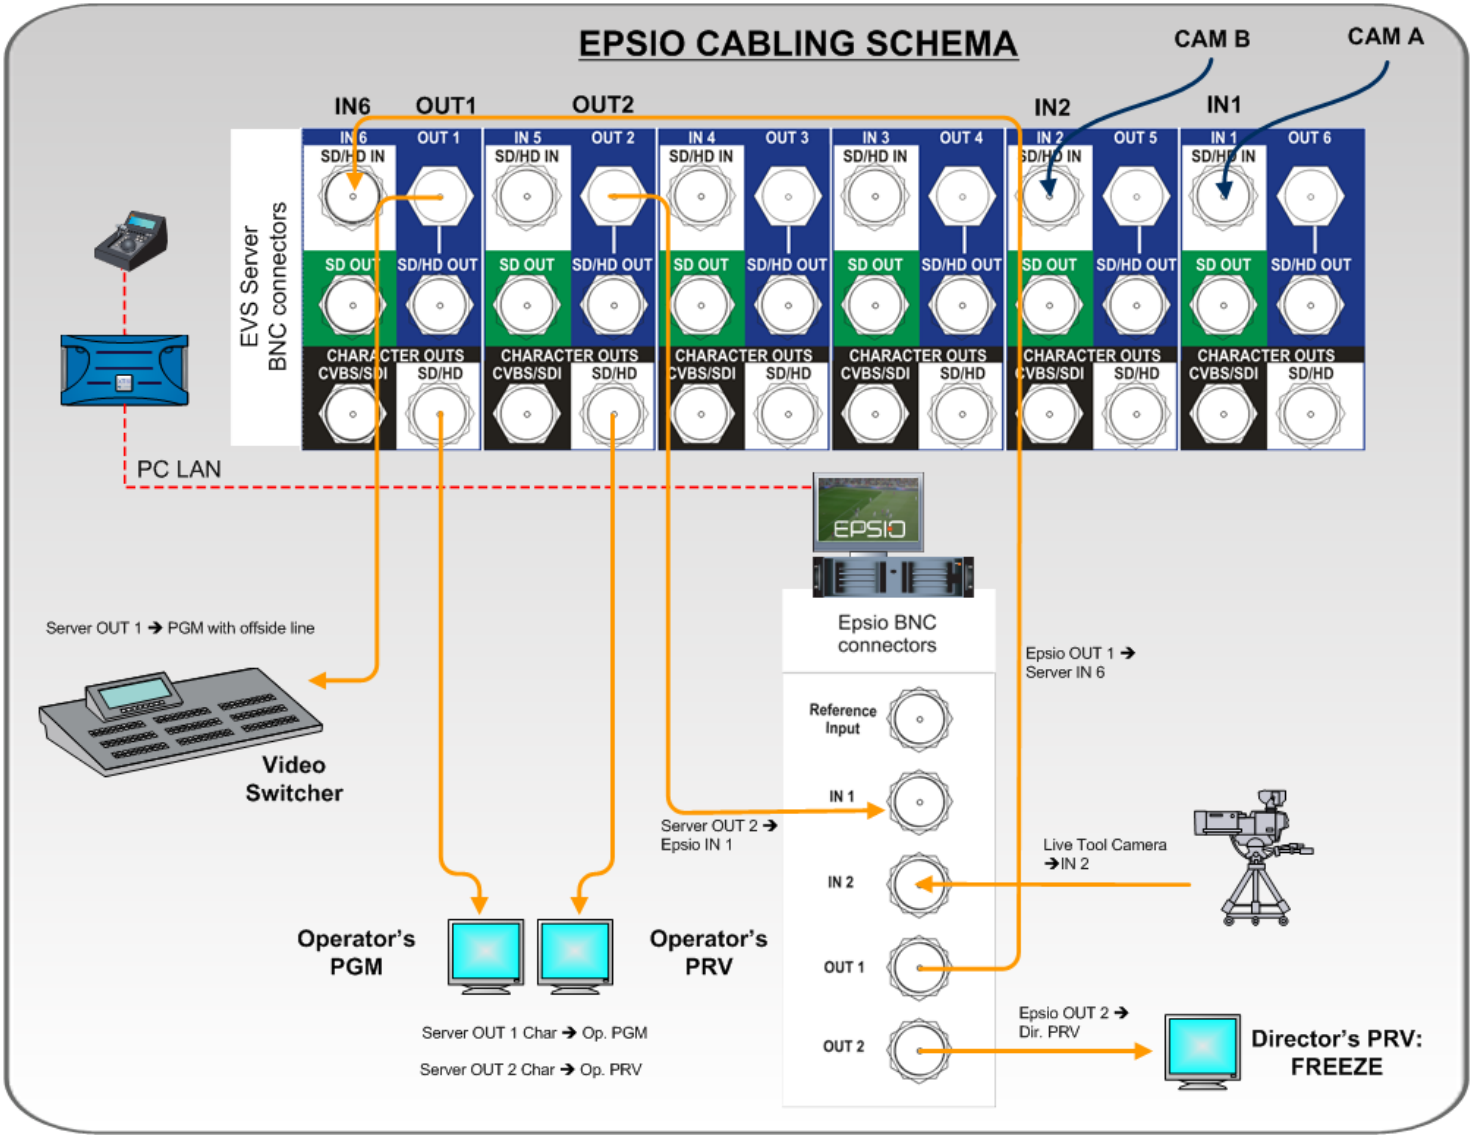 EPSIO CABLING SCHEMA
CAM B
CAM A
IN6
OUT1
OUT2
IN2
IN1
IN 6
OUT 1
IN 5
OUT 2
IN 4
OUT 3
IN 3
OUT 4
IN 2
OUT 5
IN 1
OUT 6
SD/HD IN
SD/HD IN
SD/HD IN
SD/HD IN
SD/HD IN
SD/HD IN
EVS Server
BNC connectors
SD OUT
SD/HD OUT
SD OUT
SD/HD OUT
SD OUT
SD/HD OUT
SD OUT
SD/HD OUT
SD OUT
SD/HD OUT
SD OUT
SD/HD OUT
CHARACTER OUTS
CHARACTER OUTS
CHARACTER OUTS
CHARACTER OUTS
CHARACTER OUTS
CHARACTER OUTS
CVBS/SDI
SD/HD
CVBS/SDI
SD/HD
CVBS/SDI
SD/HD
CVBS/SDI
SD/HD
CVBS/SDI
SD/HD
CVBS/SDI
SD/HD
PC LAN
EPSIO
Epsio BNC
connectors
Server OUT 1 ➔ PGM with offside line
Epsio OUT 1 ➔
Server IN 6
Reference
Input
Video
Switcher
IN 1
Server OUT 2 ➔
Epsio IN 1
Live Tool Camera
➔IN 2
IN 2
Operator's
PGM
Operator's
PRV
OUT 1
Epsio OUT 2 ➔
Dir. PRV
Server OUT 1 Char ➔ Op. PGM
OUT 2
Director's PRV:
FREEZE
Server OUT 2 Char ➔ Op. PRV